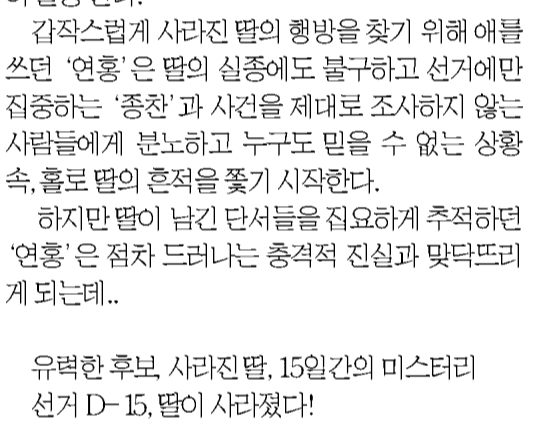 갑작스럽게 사라진 딸의 행방을 찾기 위해 애를
쓰던 ‘연홍’은 딸의 실종에도 불구하고 선거에만
집중하는 ‘종찬’과 사건을 제대로 조사하지 않는
사람들에게 분노하고 누구도 믿을 수 없는 상황
속, 홀로 딸의 흔적을 쫓기 시작한다.
하지만 딸이 남긴 단서들을 집요하게 추적하던
‘연홍’은 점차 드러나는 충격적 진실과 맞닥뜨리
게 되는데..
유력한 후보, 사라진 딸, 15일간의 미스터리
선거 D-15, 딸이 사라졌다!